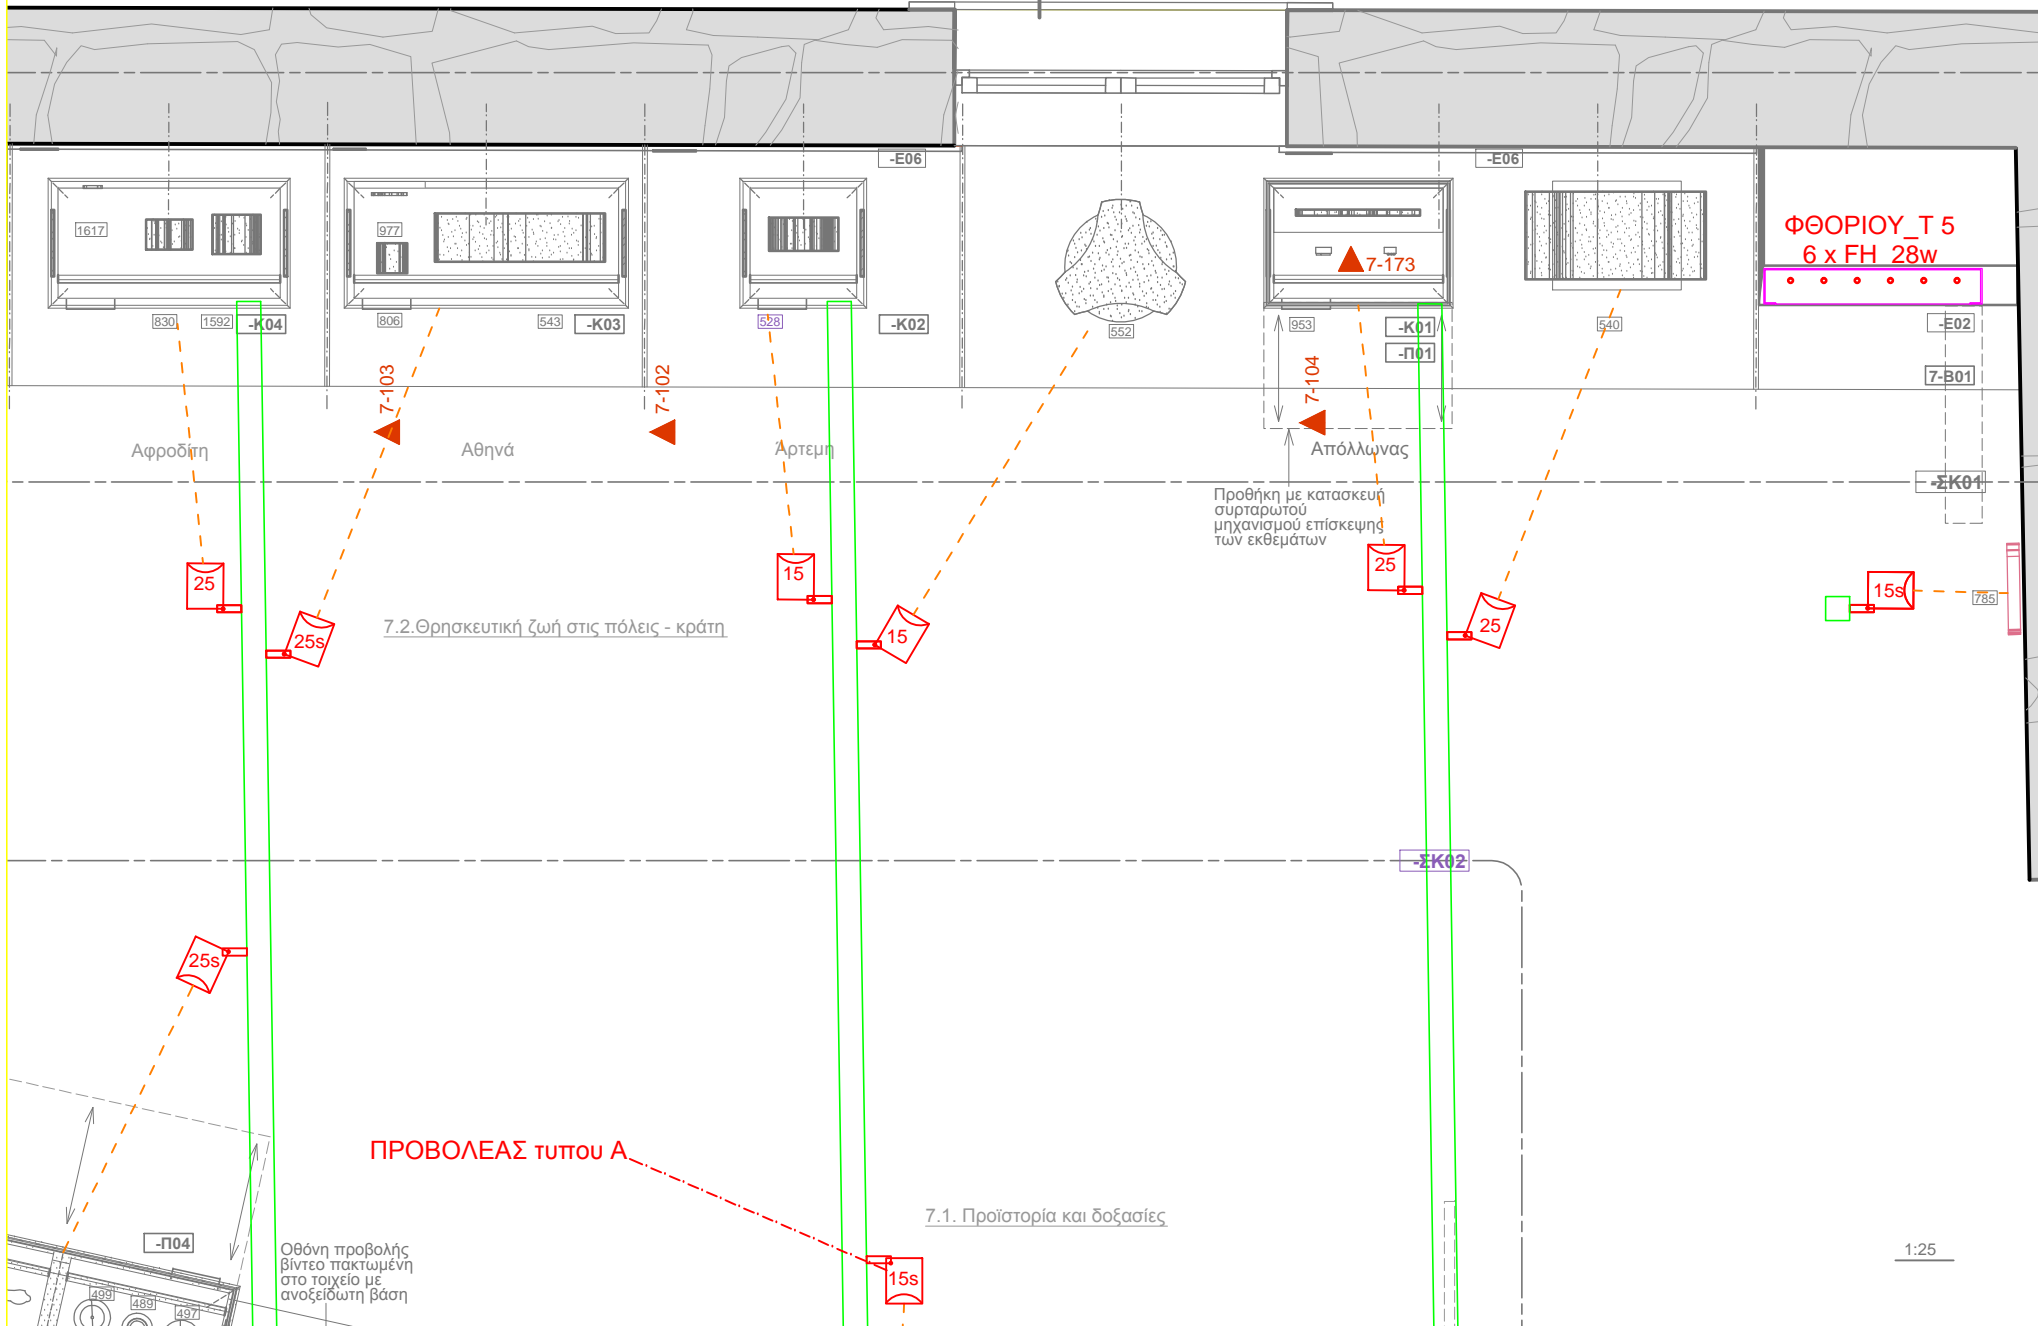 -E06
-E06
1617
977
7-173
ΦΘΟΡΙΟΥ_Τ 5
6 x FH 28w
830
1592
-K04
806
543
-K03
528
-K02
552
953
-K01
-Π01
540
-E02
7-B01
7-103
7-102
7-104
Αφροδίτη
Αθηνά
Άρτεμη
Απόλλωνας
-ΣΚ01
Προθήκη με κατασκευή
συρταρωτού
μηχανισμού επίσκεψης
των εκθεμάτων
25
15
25
15s
785
25s
15
25
7.2.Θρησκευτική ζωή στις πόλεις - κράτη
-ΣΚ02
25s
ΠΡΟΒΟΛΕΑΣ τυπου Α
7.1. Προϊστορία και δοξασίες
-Π04
Οθόνη προβολής
βίντεο πακτωμένη
στο τοιχείο με
ανοξείδωτη βάση
1:25
15s
499
489
497